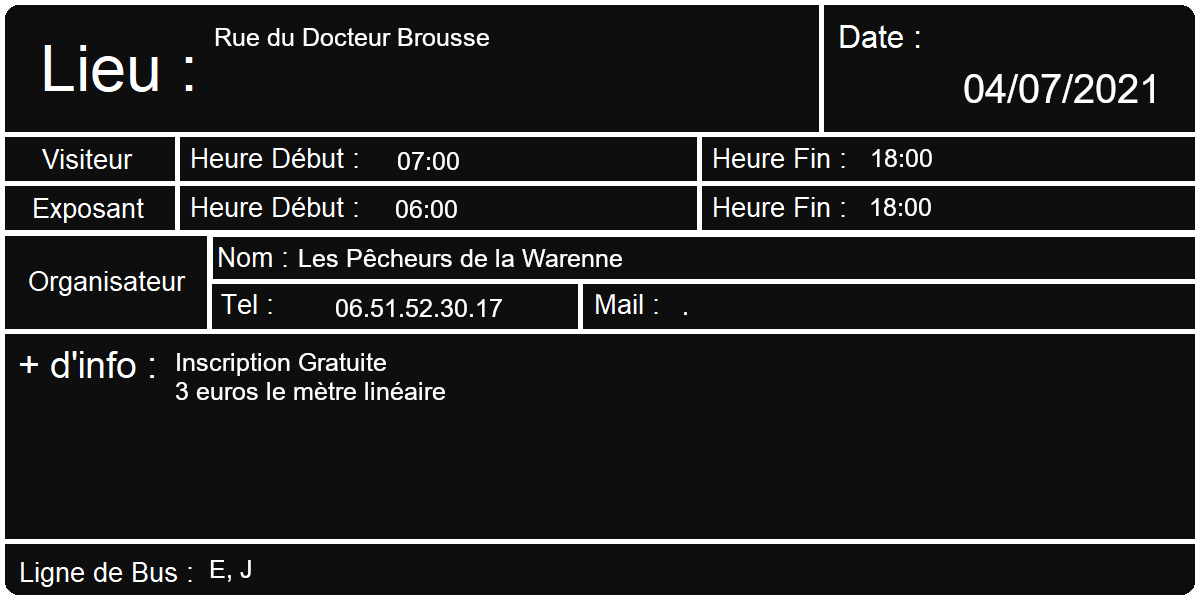 Lieu : Rue du Docteur Brousse
Date :
04/07/2021
Visiteur Heure Début : 07:00 Heure Fin : 18:00
Exposant Heure Début : 06:00 Heure Fin : 18:00
Organisateur
Nom : Les Pêcheurs de la Warenne
Tel : 06.51.52.30.17 Mail : .
+ d'info : Inscription Gratuite
3 euros le mètre linéaire
Ligne de Bus : E, J